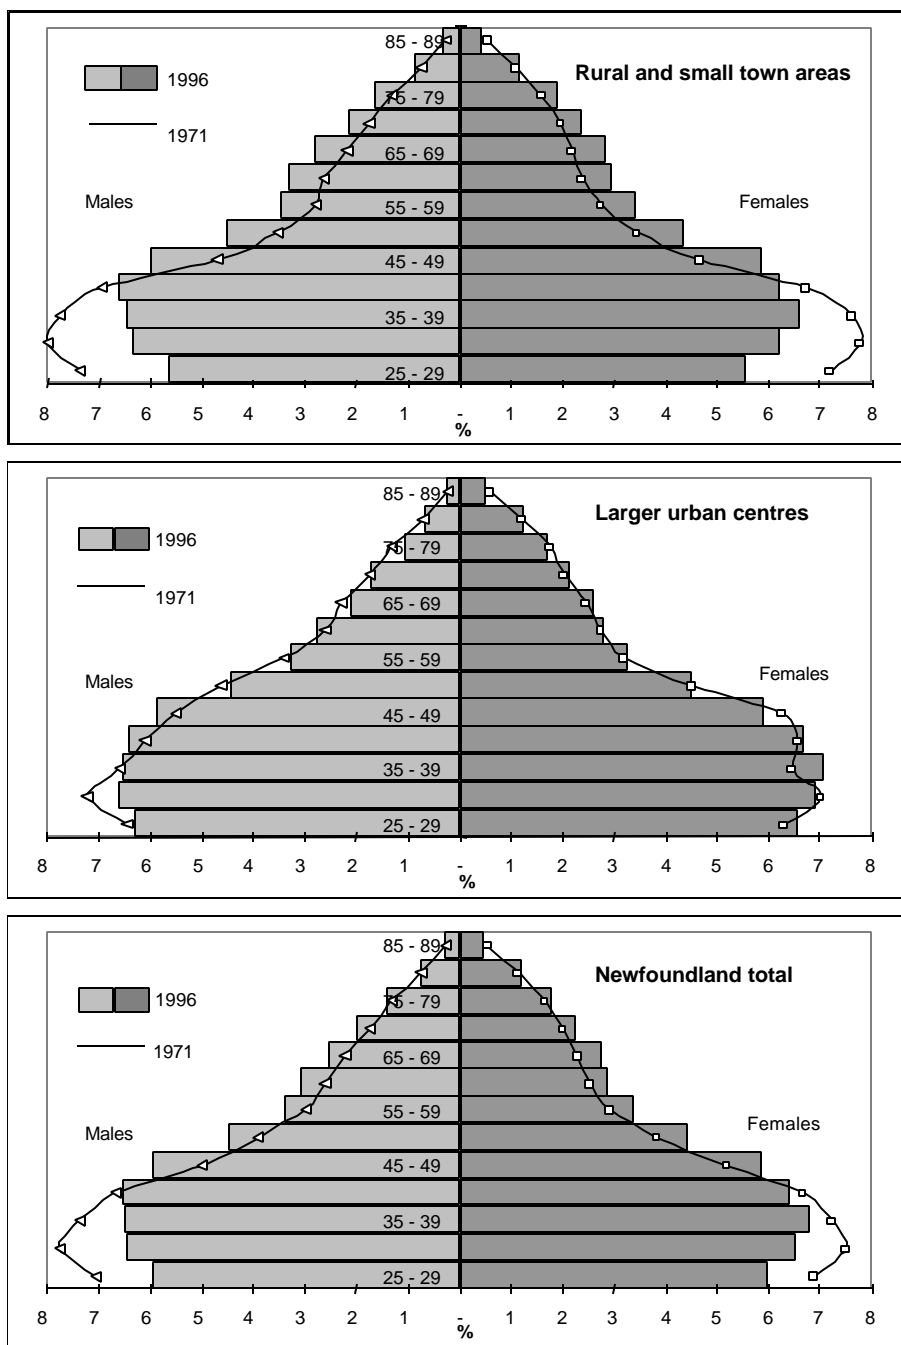 85 - 89
Rural and small town areas
1996
75 - 79
1971
65 - 69
Males
55 - 59
Females
45 - 49
35 - 39
25 - 29
8 7 6 5 4 3 2 1 - 1 2 3 4 5 6 7 8
%
85 - 89
Larger urban centres
1996
75 - 79
1971
65 - 69
55 - 59
Males
Females
45 - 49
35 - 39
25 - 29
8 7 6 5 4 3 2 1 - 1 2 3 4 5 6 7 8
%
85 - 89
Newfoundland total
1996
75 - 79
1971
65 - 69
55 - 59
Males
Females
45 - 49
35 - 39
25 - 29
8 7 6 5 4 3 2 1 - 1 2 3 4 5 6 7 8
%